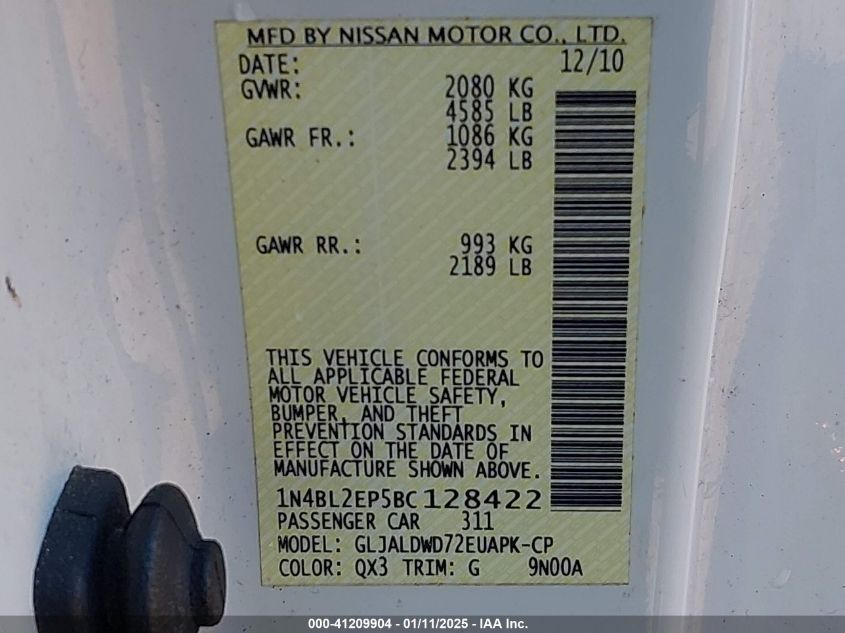 MFD BY NISSAN MOTOR CO., LTD.
DATE: 12/10
GVWR: 2080 KG
4585 LB
GAWR FR.: 1086 KG
2394 LB
GAWR RR.: 993 KG
2189 LB
THIS VEHICLE CONFORMS TO
ALL APPLICABLE FEDERAL
MOTOR VEHICLE SAFETY,
BUMPER, AND THEFT
PREVENTION STANDARDS IN
EFFECT ON THE DATE OF
MANUFACTURE SHOWN ABOVE.
1N4BL2EP5BC128422
PASSENGER CAR 311
MODEL: GLJALDWD72EUAPK-CP
COLOR: QX3 TRIM: G 9N00A
000-41209904 - 01/11/2025 - IAA Inc.